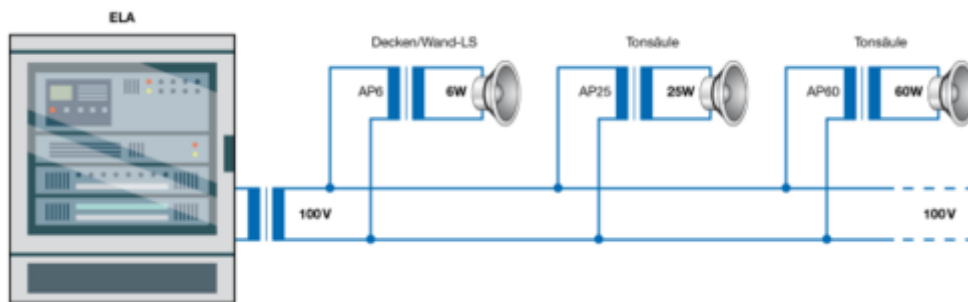 ELA
Decken/Wand-LS
Tonsäule
Tonsäule
AP6
6W
AP25
25W
AP60
60W
100V
100V